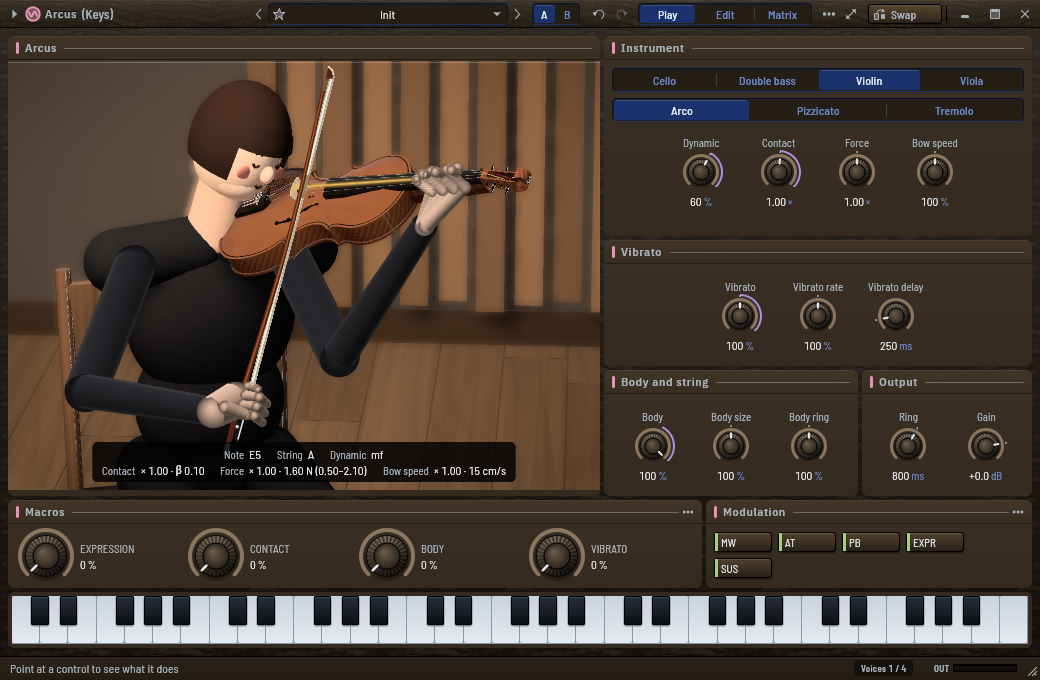 Arcus (Keys)
Init
A B
Play Edit Matrix
Swap
Arcus
Note E5 String A Dynamic mf
Contact × 1.00 · β 0.10 Force × 1.00 · 1.60 N (0.50–2.10) Bow speed × 1.00 · 15 cm/s
Instrument
Cello Double bass Violin Viola
Arco Pizzicato Tremolo
Dynamic Contact Force Bow speed
60 % 1.00 × 1.00 × 100 %
Vibrato
Vibrato Vibrato rate Vibrato delay
100 % 100 % 250 ms
Body and string
Body Body size Body ring
100 % 100 % 100 %
Output
Ring Gain
800 ms +0.0 dB
Macros
EXPRESSION
0 %
CONTACT
0 %
BODY
0 %
VIBRATO
0 %
Modulation
MW AT PB EXPR
SUS
Point at a control to see what it does
Voices 1 / 4 OUT